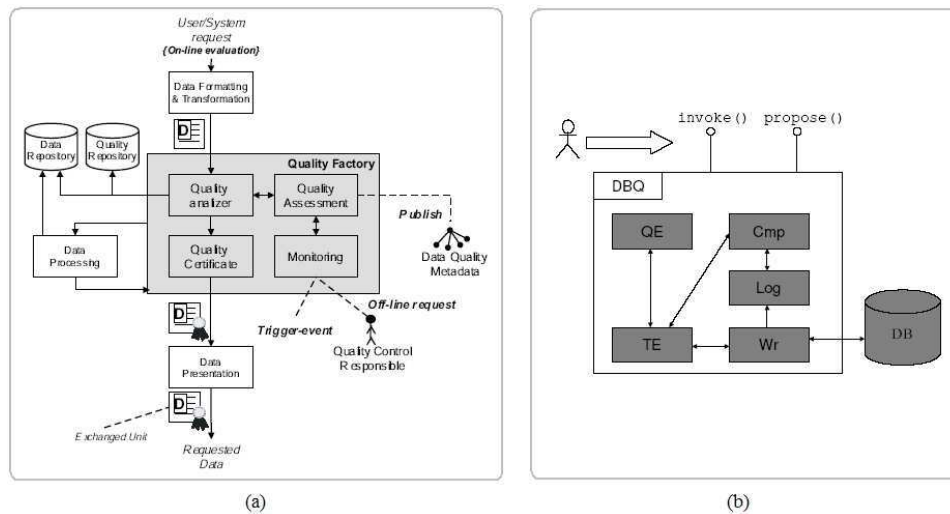 User/System
request
{On-line evaluation}
Data Formatting
& Transformation
D
Data
Repository
Quality
Repository
Quality Factory
Quality
analizer
Quality
Assessment
Publish
Data
Processing
Quality
Certificate
Monitoring
Data Quality
Metadata
Off-line request
D
Trigger-event
Quality Control
Responsible
Data
Presentation
D
Exchanged Unit
Requested
Data
(a)
invoke()
propose()
DBQ
QE
Cmp
Log
TE
Wr
DB
(b)